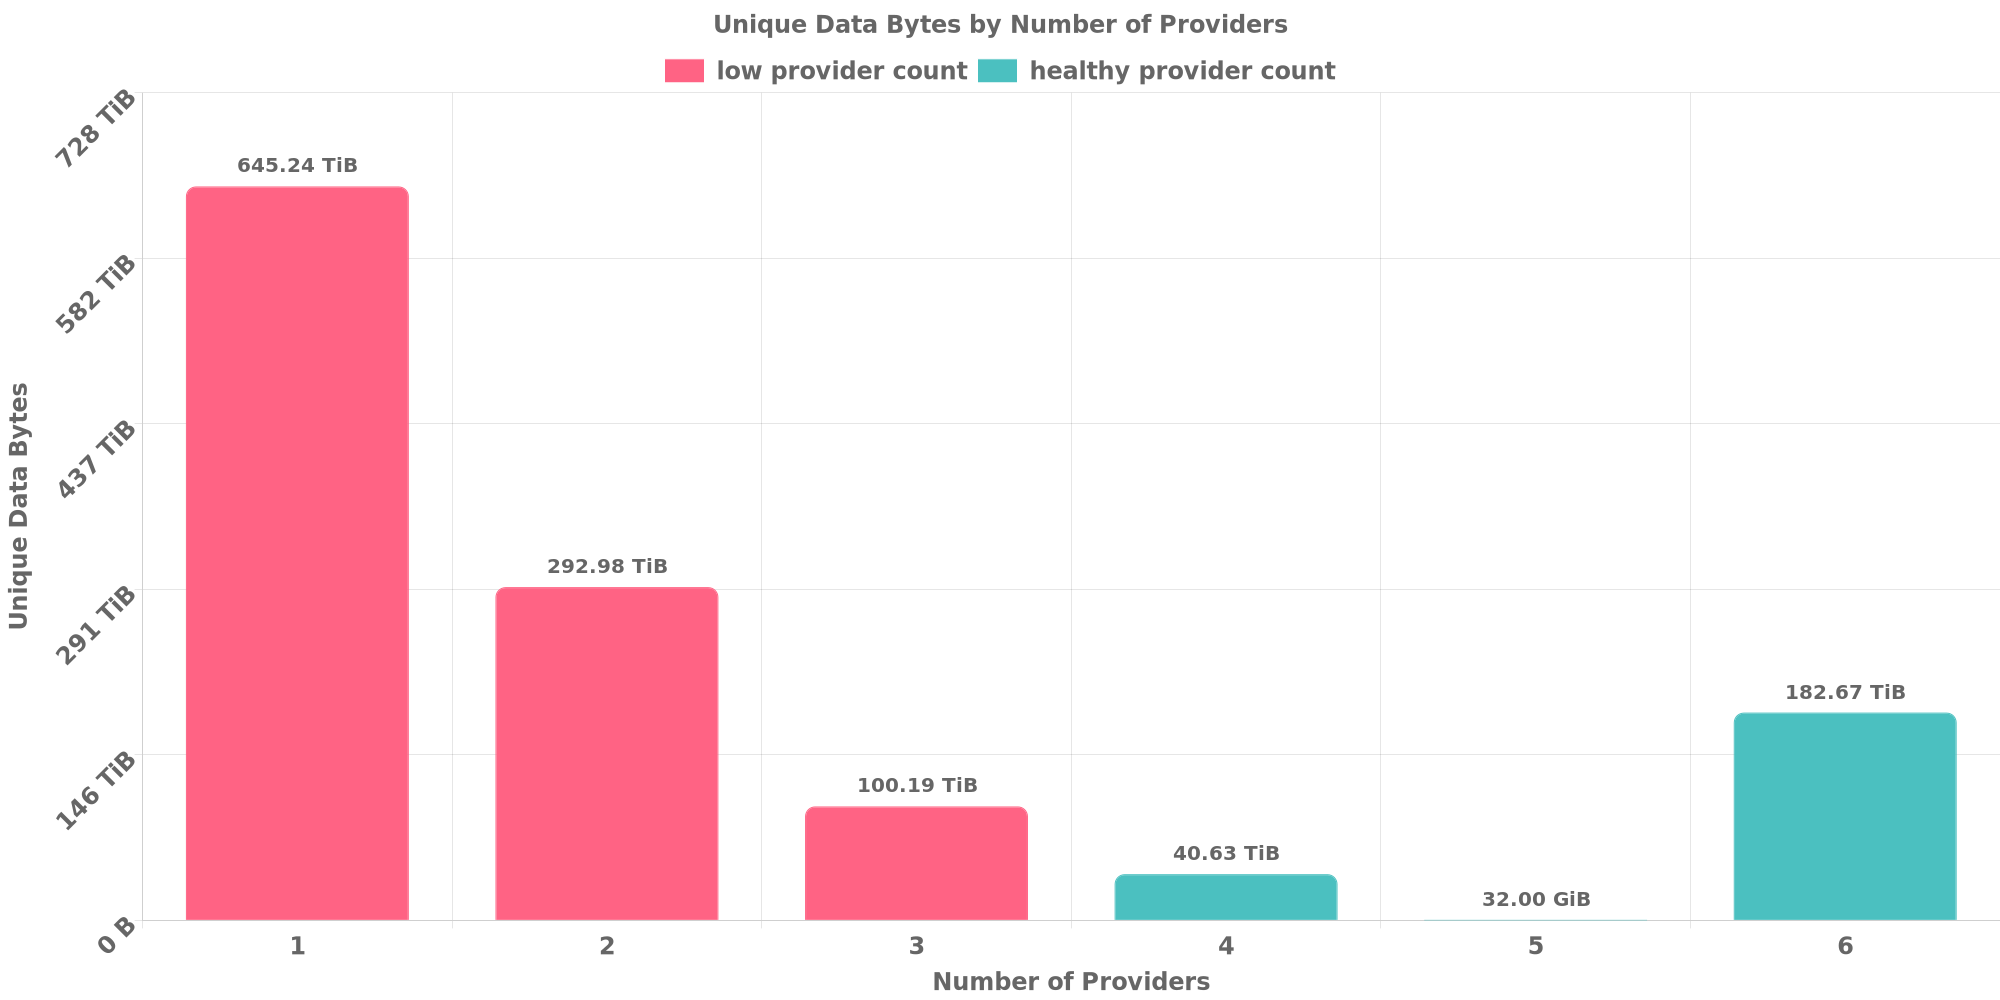 Unique Data Bytes by Number of Providers
low provider count healthy provider count
728 TiB
582 TiB
437 TiB
291 TiB
146 TiB
0 B
Unique Data Bytes
645.24 TiB
292.98 TiB
100.19 TiB
40.63 TiB
32.00 GiB
182.67 TiB
1 2 3 4 5 6
Number of Providers